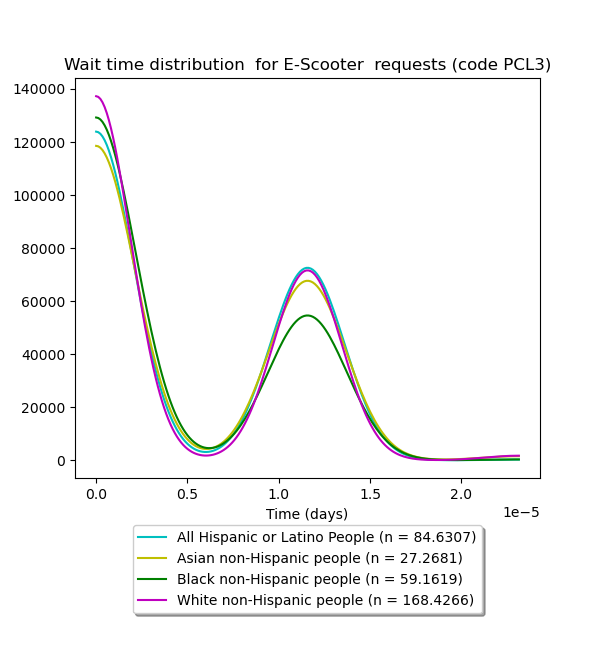 Wait time distribution  for E-Scooter  requests (code PCL3)
140000
120000
100000
80000
60000
40000
20000
0
0.0 0.5 1.0 1.5 2.0
1e−5
Time (days)
All Hispanic or Latino People (n = 84.6307)
Asian non-Hispanic people (n = 27.2681)
Black non-Hispanic people (n = 59.1619)
White non-Hispanic people (n = 168.4266)